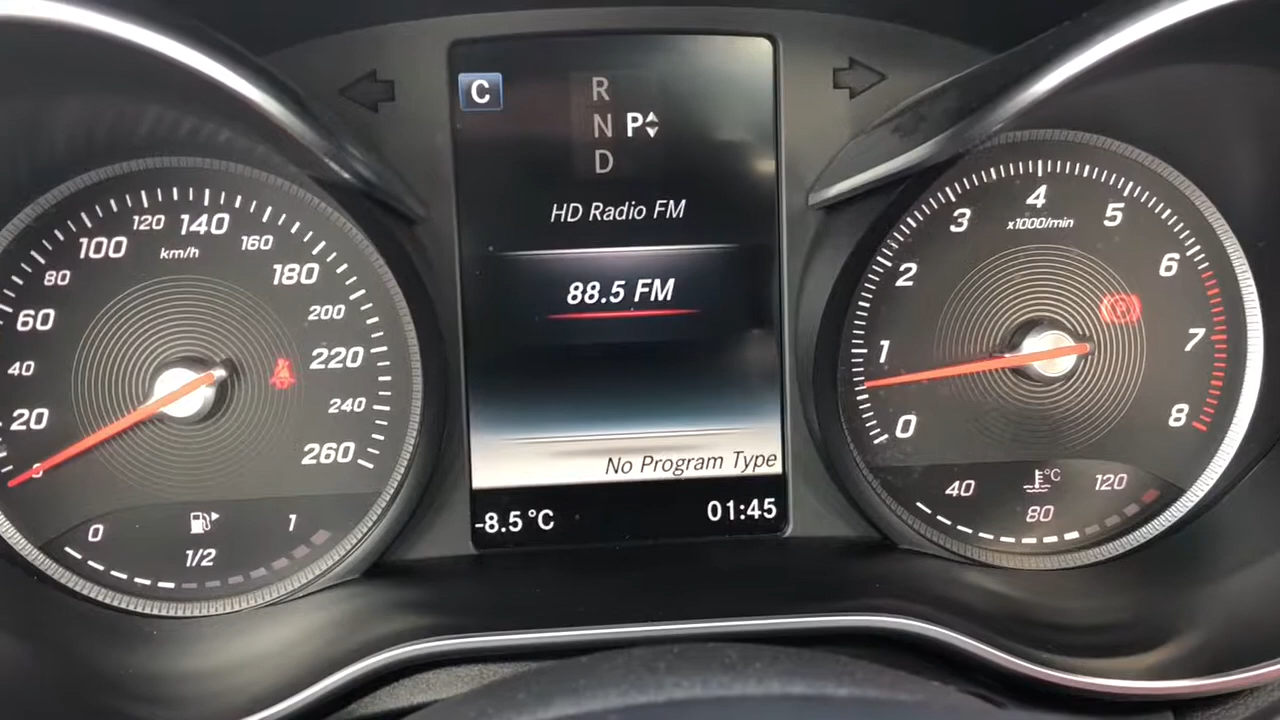 C
R
N P
D
HD Radio FM
88.5 FM
No Program Type
-8.5 °C 01:45
0
20
40
60
80
100
120
140
160
180
200
220
240
260
km/h
0 1/2 1
0
1
2
3
4
5
6
7
8
x1000/min
P
40 80 120
°C